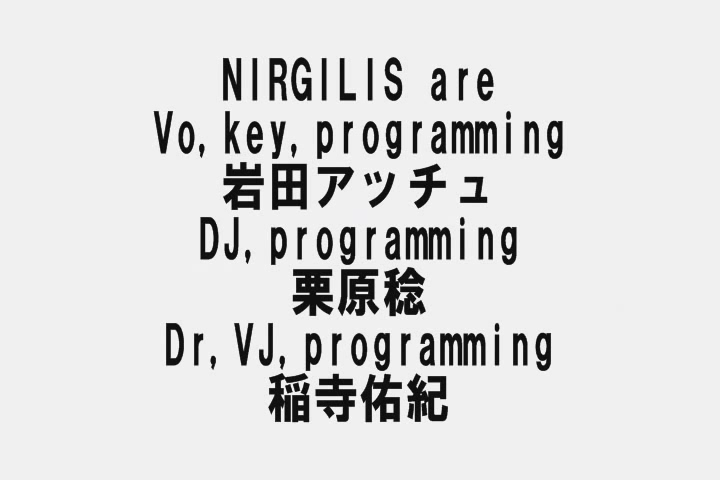 NIRGILIS are
Vo, key, programming
岩田アッチュ
DJ, programming
栗原稔
Dr, VJ, programming
稲寺佑紀